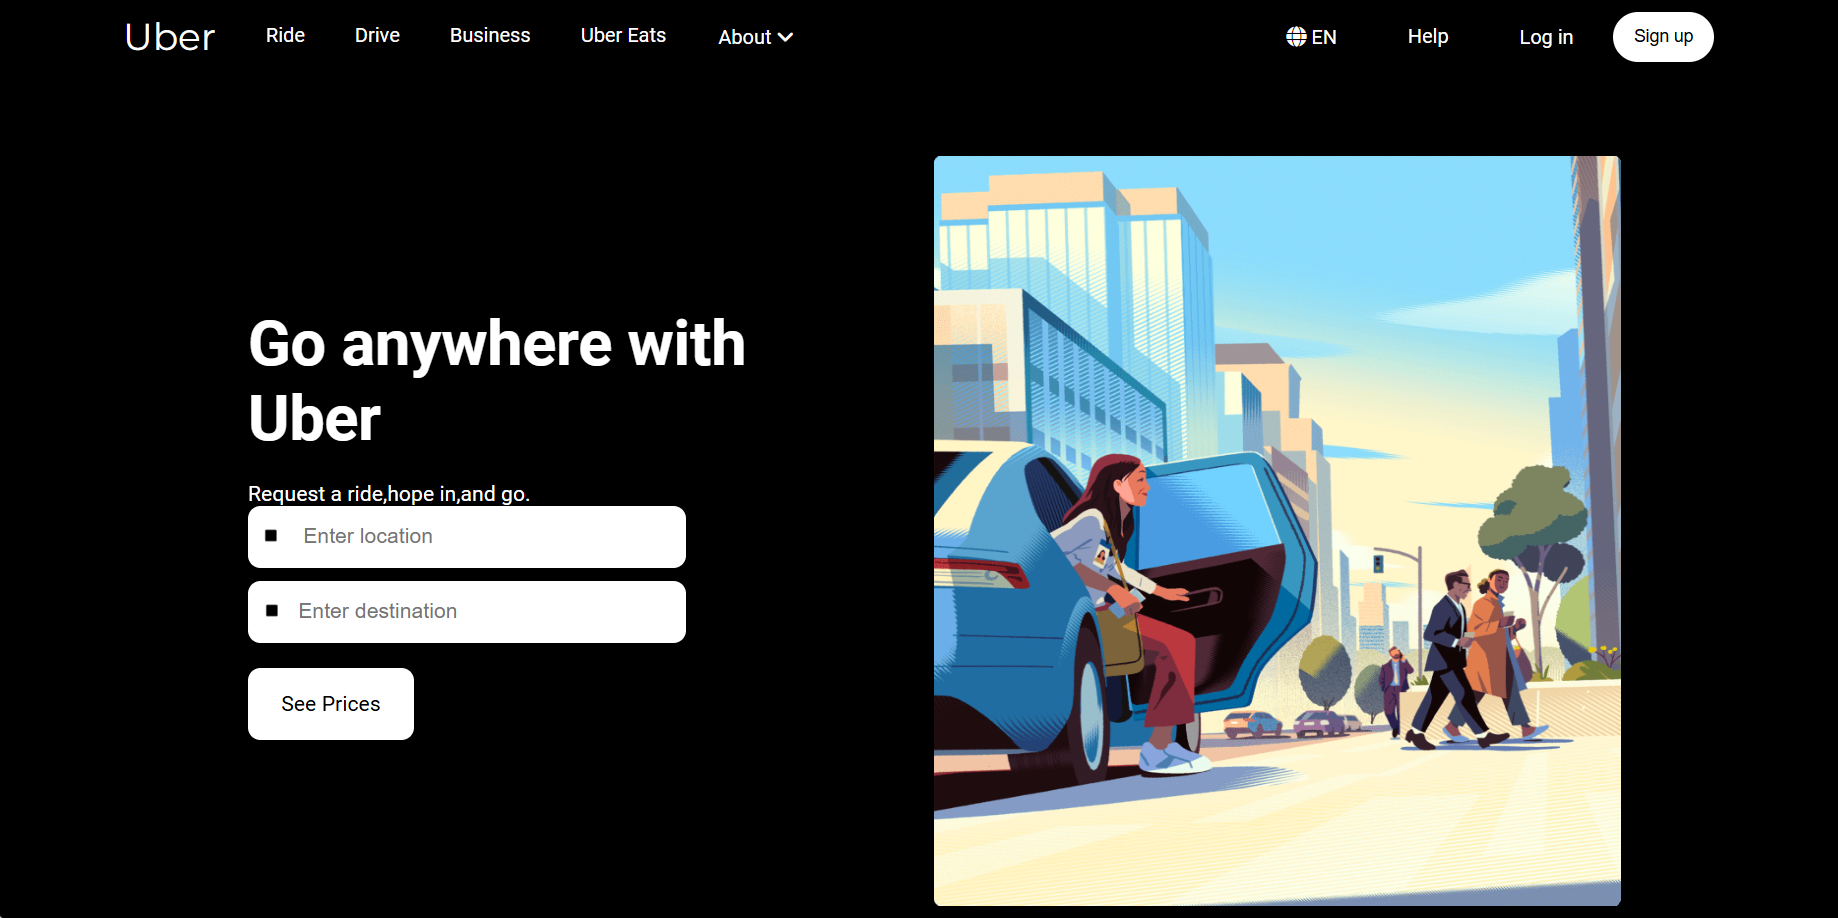 Uber Ride Drive Business Uber Eats About EN Help Log in Sign up
Go anywhere with
Uber
Request a ride,hope in,and go.
Enter location
Enter destination
See Prices